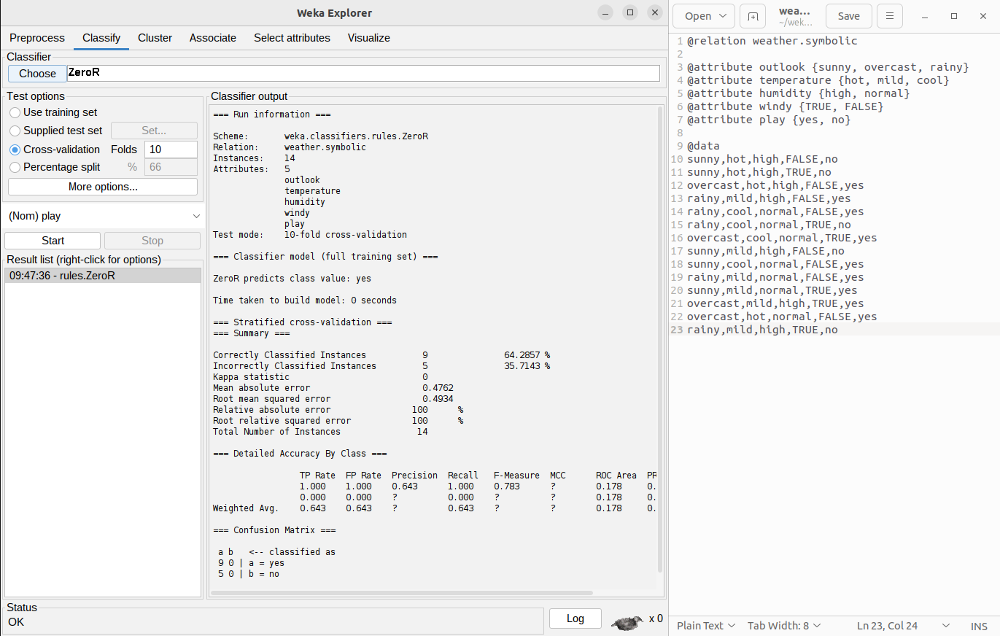 Weka Explorer
Preprocess Classify Cluster Associate Select attributes Visualize
Classifier
Choose ZeroR
Test options
Use training set
Supplied test set Set...
Cross-validation Folds 10
Percentage split % 66
More options...
(Nom) play
Start Stop
Result list (right-click for options)
09:47:36 - rules.ZeroR
Classifier output
=== Run information ===
Scheme: weka.classifiers.rules.ZeroR
Relation: weather.symbolic
Instances: 14
Attributes: 5
outlook
temperature
humidity
windy
play
Test mode: 10-fold cross-validation
=== Classifier model (full training set) ===
ZeroR predicts class value: yes
Time taken to build model: 0 seconds
=== Stratified cross-validation ===
=== Summary ===
Correctly Classified Instances 9 64.2857 %
Incorrectly Classified Instances 5 35.7143 %
Kappa statistic 0
Mean absolute error 0.4762
Root mean squared error 0.4934
Relative absolute error 100 %
Root relative squared error 100 %
Total Number of Instances 14
=== Detailed Accuracy By Class ===
TP Rate FP Rate Precision Recall F-Measure MCC ROC Area PR
1.000 1.000 0.643 1.000 0.783 ? 0.178 0.
0.000 0.000 ? 0.000 ? ? 0.178 0.
Weighted Avg. 0.643 0.643 ? 0.643 ? ? 0.178 0.
=== Confusion Matrix ===
a b <-- classified as
9 0 | a = yes
5 0 | b = no
Status
OK
Log x 0
Open wea... Save
~/wek...
1 @relation weather.symbolic
2
3 @attribute outlook {sunny, overcast, rainy}
4 @attribute temperature {hot, mild, cool}
5 @attribute humidity {high, normal}
6 @attribute windy {TRUE, FALSE}
7 @attribute play {yes, no}
8
9 @data
10 sunny,hot,high,FALSE,no
11 sunny,hot,high,TRUE,no
12 overcast,hot,high,FALSE,yes
13 rainy,mild,high,FALSE,yes
14 rainy,cool,normal,FALSE,yes
15 rainy,cool,normal,TRUE,no
16 overcast,cool,normal,TRUE,yes
17 sunny,mild,high,FALSE,no
18 sunny,cool,normal,FALSE,yes
19 rainy,mild,normal,FALSE,yes
20 sunny,mild,normal,TRUE,yes
21 overcast,mild,high,TRUE,yes
22 overcast,hot,normal,FALSE,yes
23 rainy,mild,high,TRUE,no
Plain Text Tab Width: 8 Ln 23, Col 24 INS